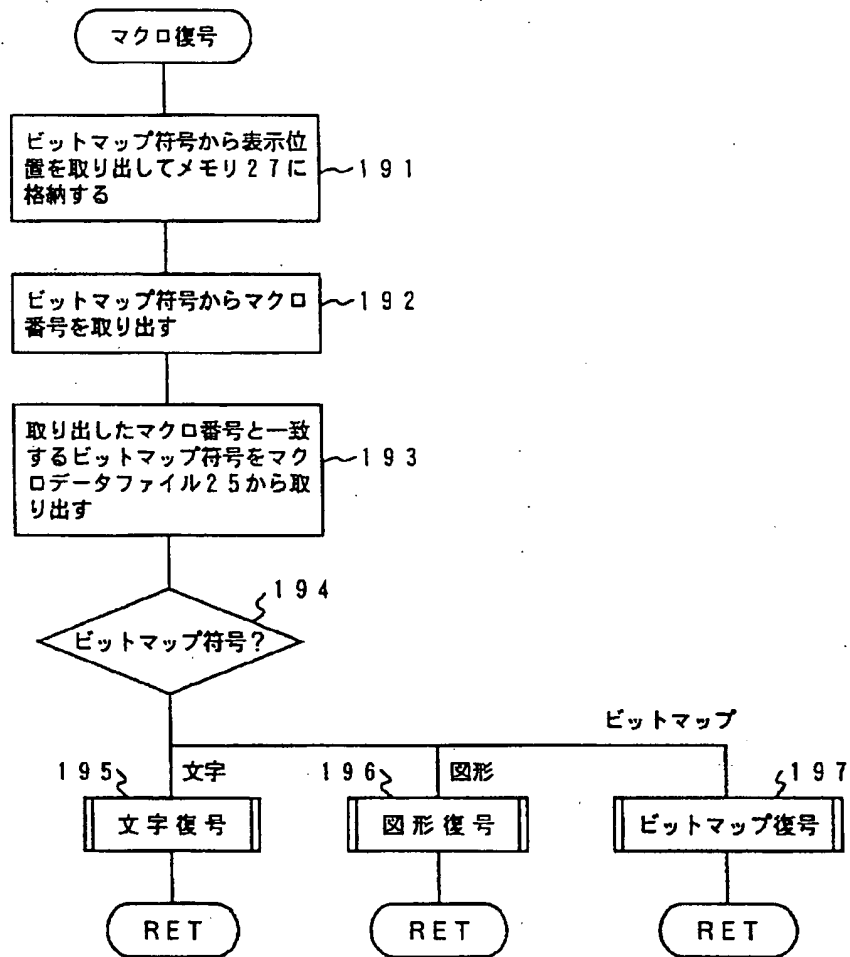 マクロ復号
ビットマップ符号から表示位
置を取り出してメモリ27に
格納する
191
ビットマップ符号からマクロ
番号を取り出す
192
取り出したマクロ番号と一致
するビットマップ符号をマク
ロデータファイル25から取
り出す
193
194
ビットマップ符号?
ビットマップ
195
文字
196
図形
197
文字復号
図形復号
ビットマップ復号
RET
RET
RET